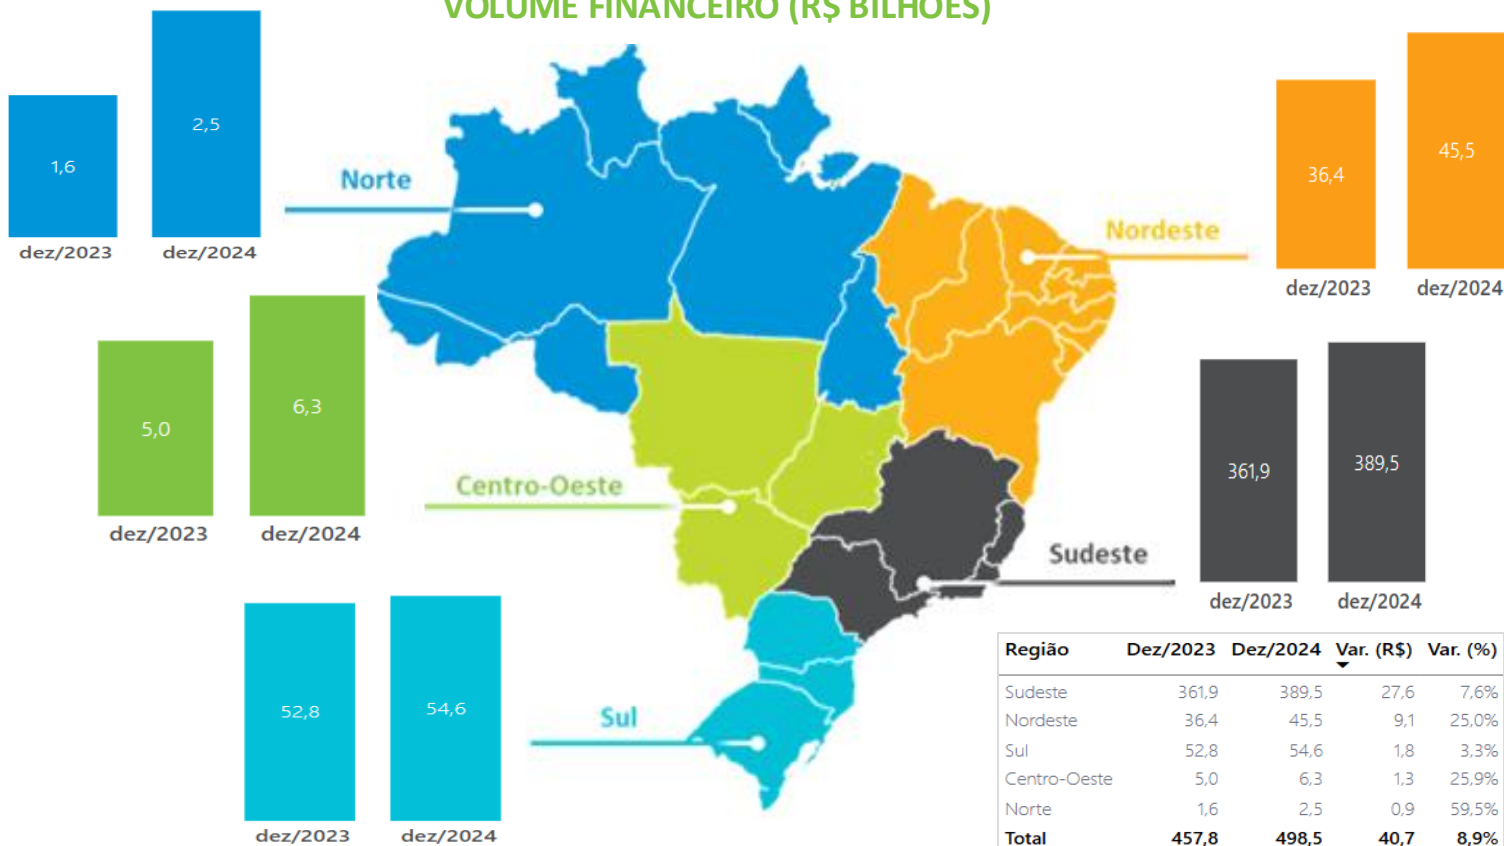 VOLUME FINANCEIRO (R$ BILHÕES)
1,6
2,5
dez/2023
dez/2024
Norte
36,4
45,5
dez/2023
dez/2024
Nordeste
5,0
6,3
dez/2023
dez/2024
Centro-Oeste
361,9
389,5
dez/2023
dez/2024
Sudeste
52,8
54,6
dez/2023
dez/2024
Sul
Região Dez/2023 Dez/2024 Var. (R$) Var. (%)
Sudeste 361,9 389,5 27,6 7,6%
Nordeste 36,4 45,5 9,1 25,0%
Sul 52,8 54,6 1,8 3,3%
Centro-Oeste 5,0 6,3 1,3 25,9%
Norte 1,6 2,5 0,9 59,5%
Total 457,8 498,5 40,7 8,9%